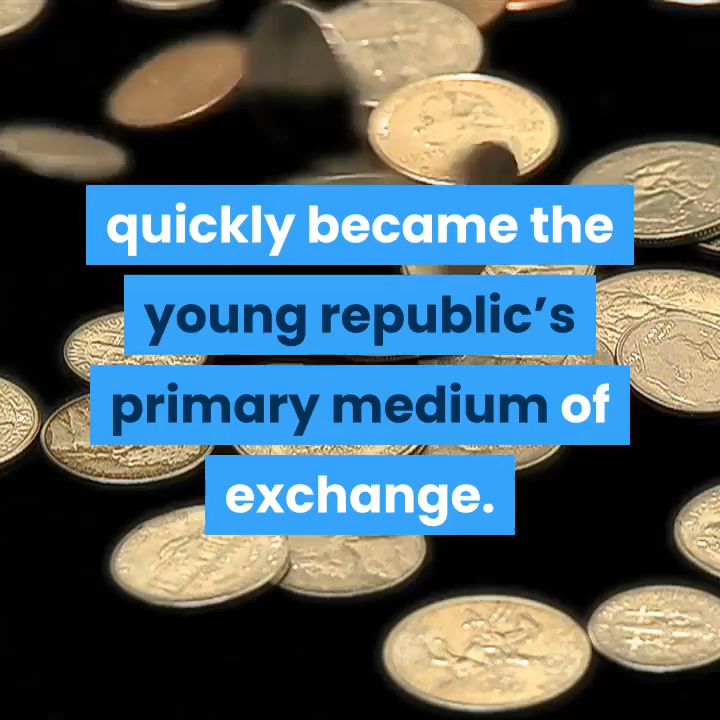 quickly became the
young republic’s
primary medium of
exchange.